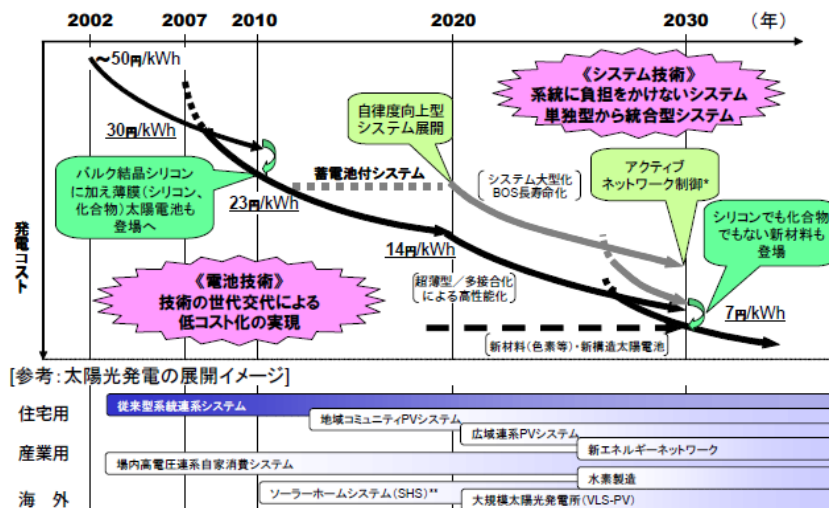 2002 2007 2010 2020 2030 (年)
~50円/kWh
30円/kWh
23円/kWh
14円/kWh
7円/kWh
発電コスト
《システム技術》
系統に負担をかけないシステム
単独型から統合型システム
自律度向上型
システム展開
蓄電池付システム
システム大型化
BOS長寿命化
アクティブ
ネットワーク制御*
バルク結晶シリコン
に加え薄膜(シリコン、
化合物)太陽電池も
登場へ
シリコンでも化合物
でもない新材料も
登場
《電池技術》
技術の世代交代による
低コスト化の実現
超薄型/多接合化
による高性能化
新材料(色素等)・新構造太陽電池
[参考:太陽光発電の展開イメージ]
住宅用
従来型系統連系システム
地域コミュニティPVシステム
広域連系PVシステム
産業用
新エネルギーネットワーク
場内高電圧連系自家消費システム
水素製造
海 外
ソーラーホームシステム(SHS)**
大規模太陽光発電所(VLS-PV)